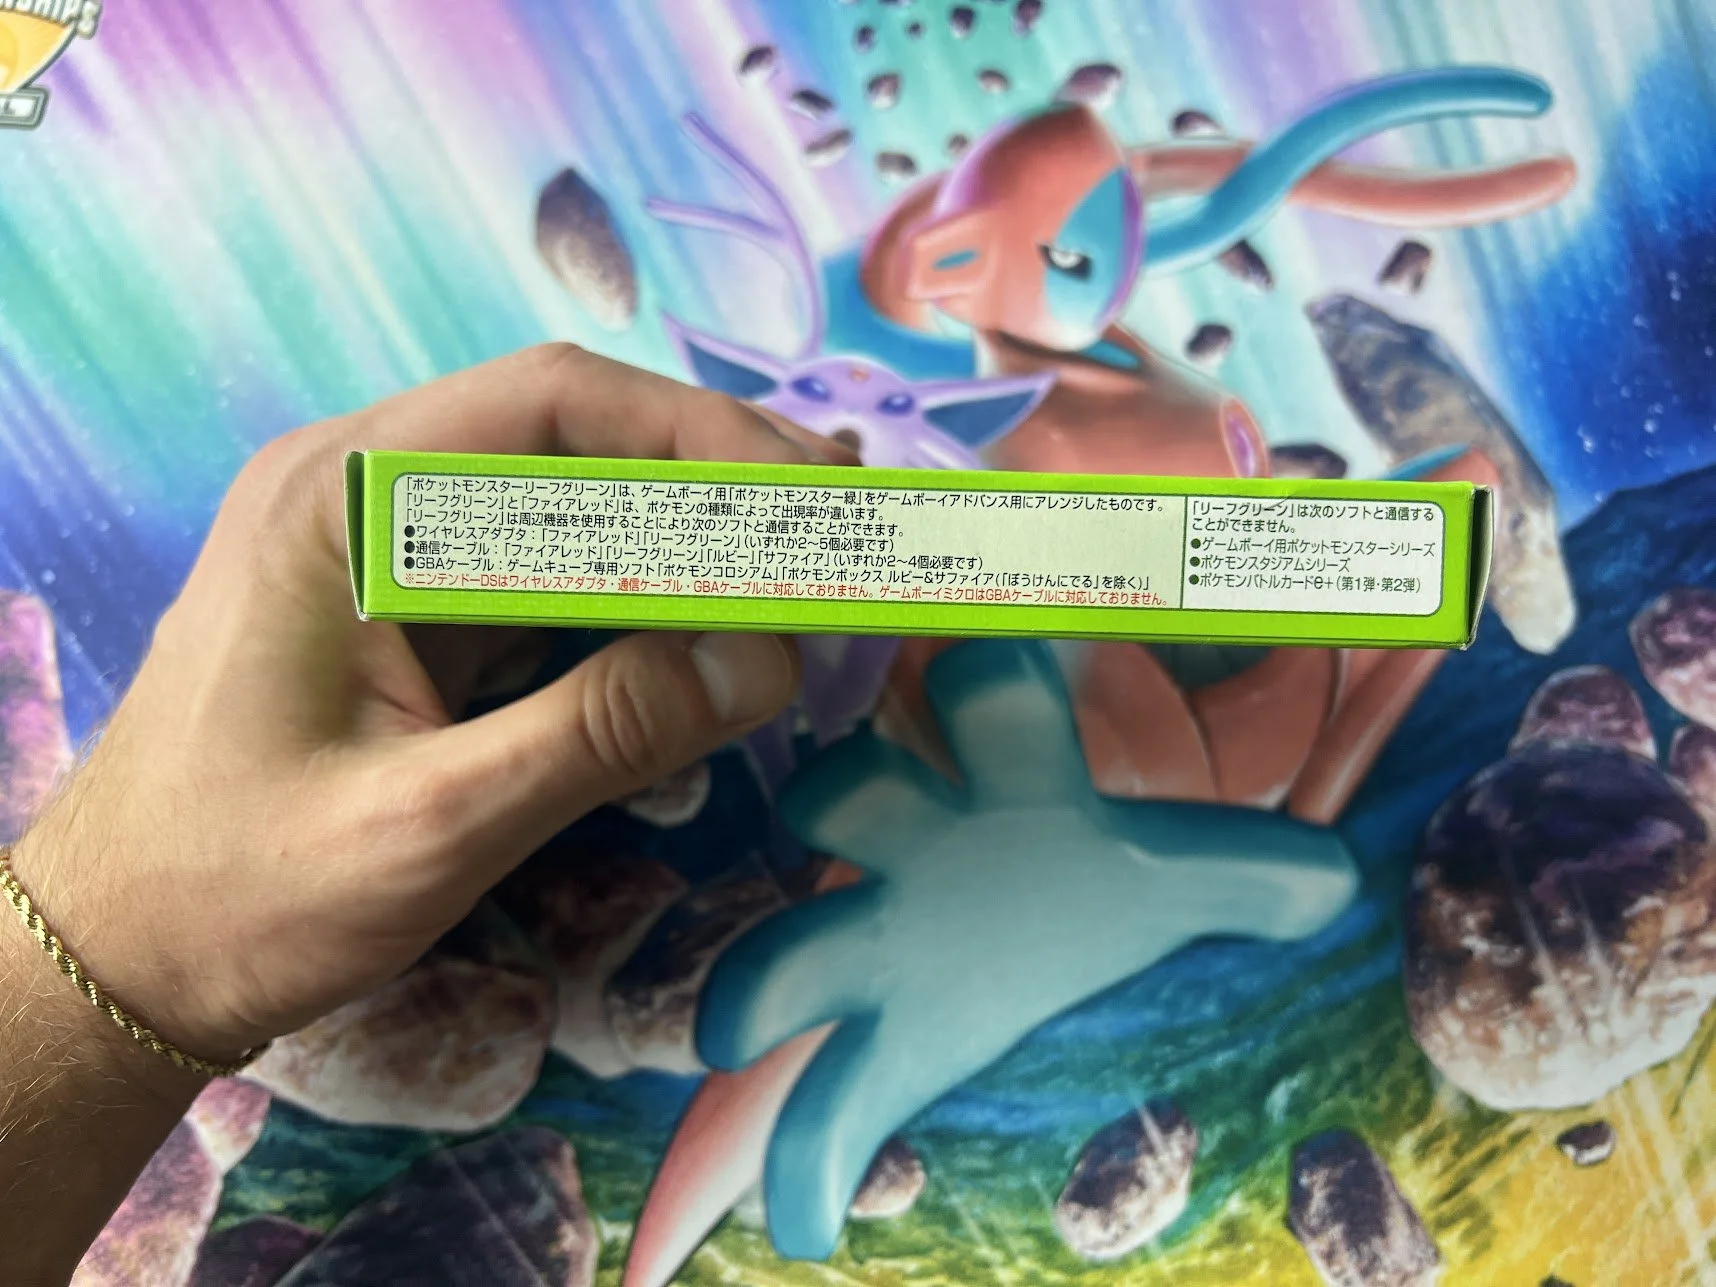 NSHIPS
「ポケットモンスターリーフグリーン」は、ゲームボーイ用「ポケットモンスター緑」をゲームボーイアドバンス用にアレンジしたものです。
「リーフグリーン」と「ファイアレッド」は、ポケモンの種類によって出現率が違います。
「リーフグリーン」は周辺機器を使用することにより次のソフトと通信することができます。
●ワイヤレスアダプタ：「ファイアレッド」「リーフグリーン」(いずれか2〜5個必要です)
●通信ケーブル：「ファイアレッド」「リーフグリーン」「ルビー」「サファイア」(いずれか2〜4個必要です)
●GBAケーブル：ゲームキューブ専用ソフト「ポケモンコロシアム」「ポケモンボックス ルビー&サファイア(「ぼうけんにでる」を除く)」
※ニンテンドーDSはワイヤレスアダプタ・通信ケーブル・GBAケーブルに対応しておりません。ゲームボーイミクロはGBAケーブルに対応しておりません。
「リーフグリーン」は次のソフトと通信する
ことができません。
●ゲームボーイ用ポケットモンスターシリーズ
●ポケモンスタジアムシリーズ
●ポケモンバトルカードe+(第1弾・第2弾)